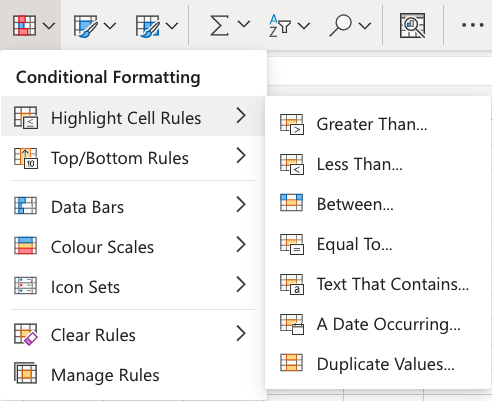 Conditional Formatting
Highlight Cell Rules
Top/Bottom Rules
Data Bars
Colour Scales
Icon Sets
Clear Rules
Manage Rules
Greater Than...
Less Than...
Between...
Equal To...
Text That Contains...
A Date Occurring...
Duplicate Values...